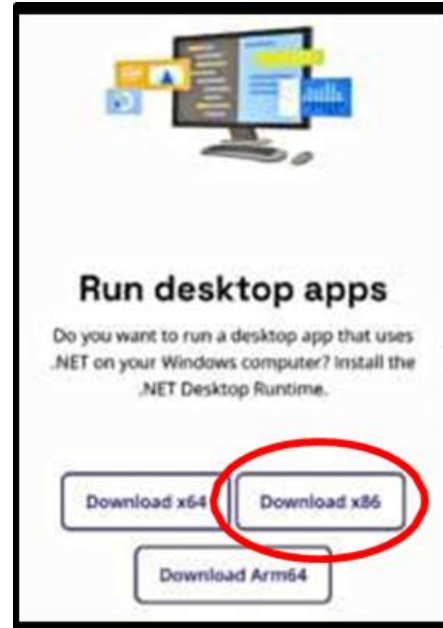 Run desktop apps
Do you want to run a desktop app that uses
.NET on your Windows computer? Install the
.NET Desktop Runtime.
Download x64
Download x86
Download Arm64